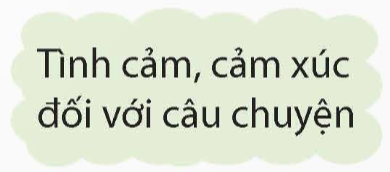 Tình cảm, cảm xúc
đối với câu chuyện